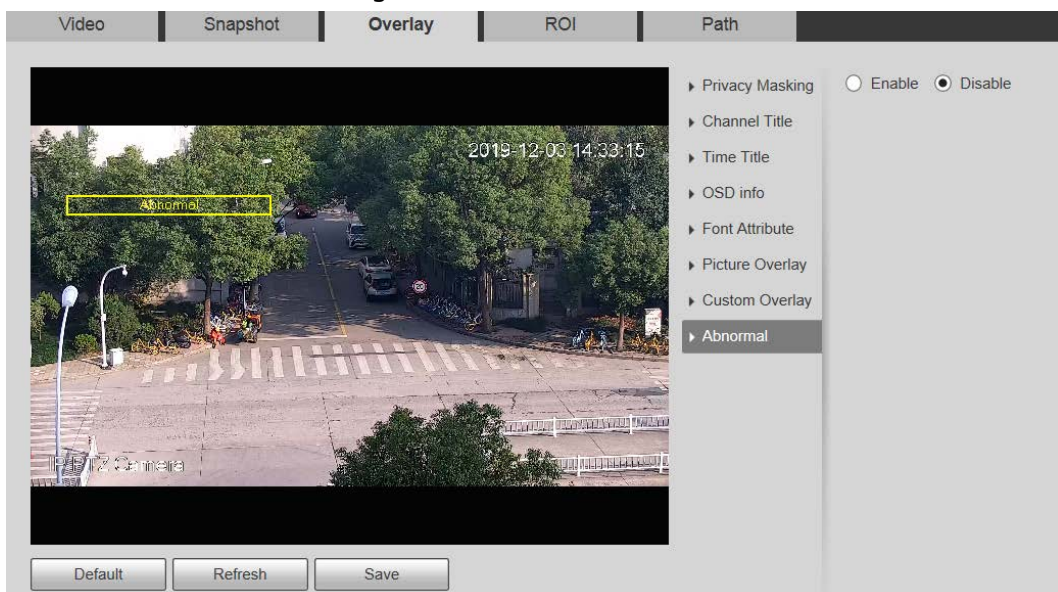 Video Snapshot Overlay ROI Path
2019-12-03 14:33:15
Abnormal
IP PTZ Camera
Privacy Masking
Channel Title
Time Title
OSD info
Font Attribute
Picture Overlay
Custom Overlay
Abnormal
Enable Disable
Default Refresh Save